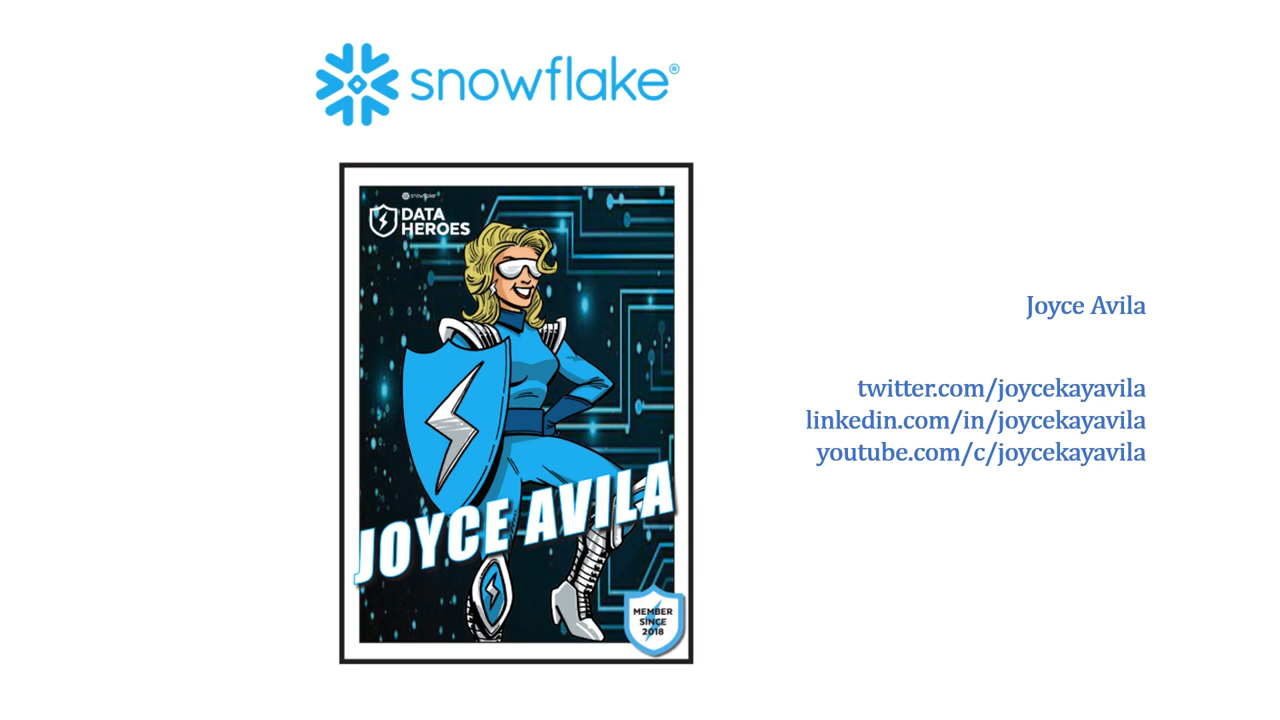 snowflake®
snowflake
DATA
HEROES
JOYCE AVILA
MEMBER
SINCE
2018
Joyce Avila
twitter.com/joycekayavila
linkedin.com/in/joycekayavila
youtube.com/c/joycekayavila